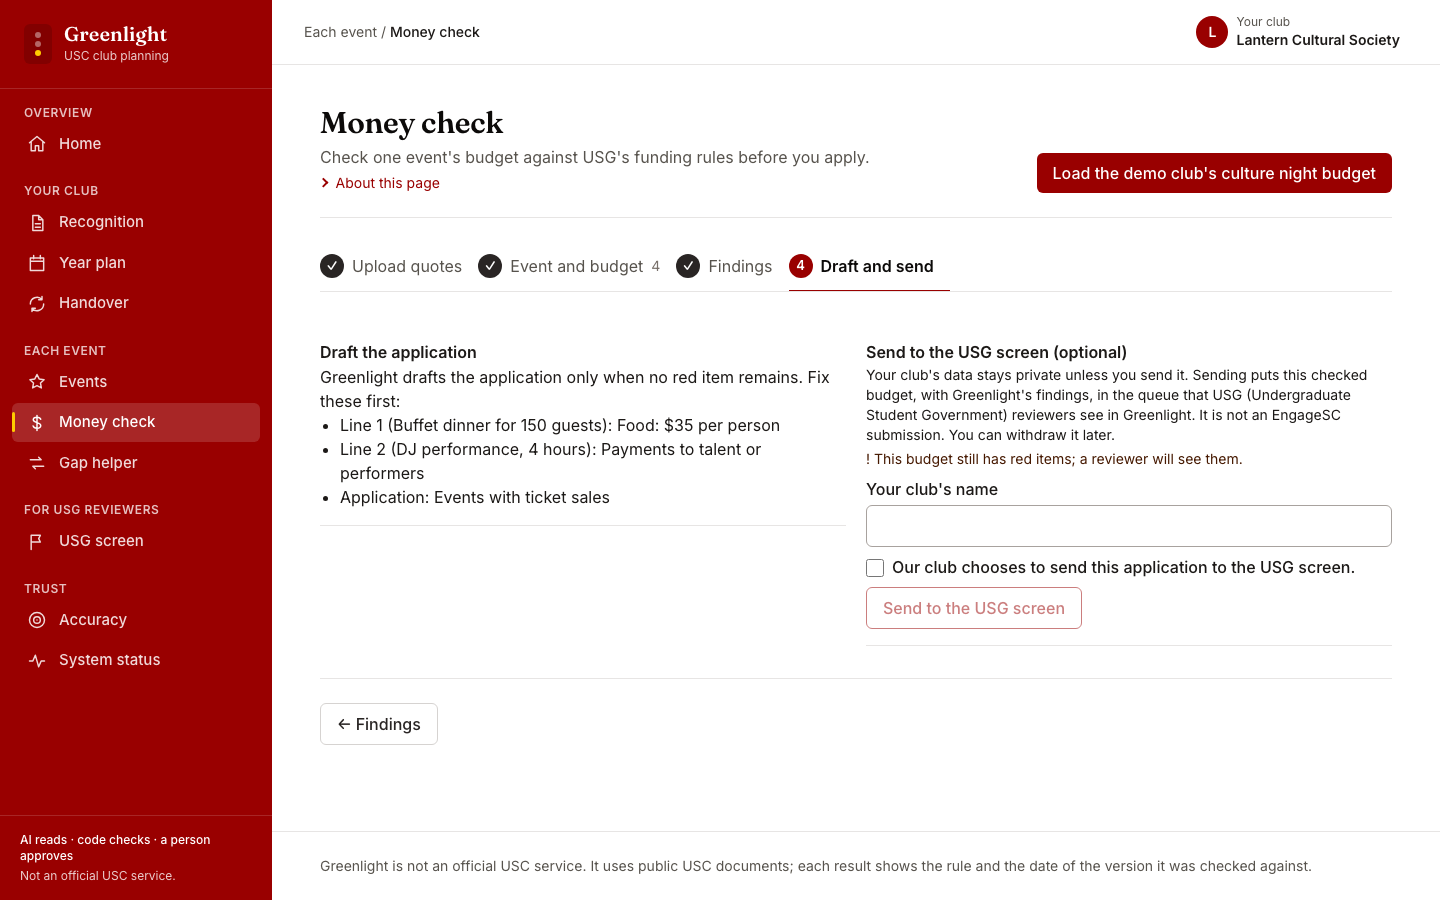 Greenlight
USC club planning
OVERVIEW
Home
YOUR CLUB
Recognition
Year plan
Handover
EACH EVENT
Events
Money check
Gap helper
FOR USG REVIEWERS
USG screen
TRUST
Accuracy
System status
AI reads · code checks · a person
approves
Not an official USC service.
Each event / Money check
L
Your club
Lantern Cultural Society
Money check
Check one event's budget against USG's funding rules before you apply.
About this page
Load the demo club's culture night budget
Upload quotes
Event and budget 4
Findings
4 Draft and send
Draft the application
Greenlight drafts the application only when no red item remains. Fix
these first:
• Line 1 (Buffet dinner for 150 guests): Food: $35 per person
• Line 2 (DJ performance, 4 hours): Payments to talent or
performers
• Application: Events with ticket sales
Send to the USG screen (optional)
Your club's data stays private unless you send it. Sending puts this checked
budget, with Greenlight's findings, in the queue that USG (Undergraduate
Student Government) reviewers see in Greenlight. It is not an EngageSC
submission. You can withdraw it later.
! This budget still has red items; a reviewer will see them.
Your club's name
Our club chooses to send this application to the USG screen.
Send to the USG screen
← Findings
Greenlight is not an official USC service. It uses public USC documents; each result shows the rule and the date of the version it was checked against.